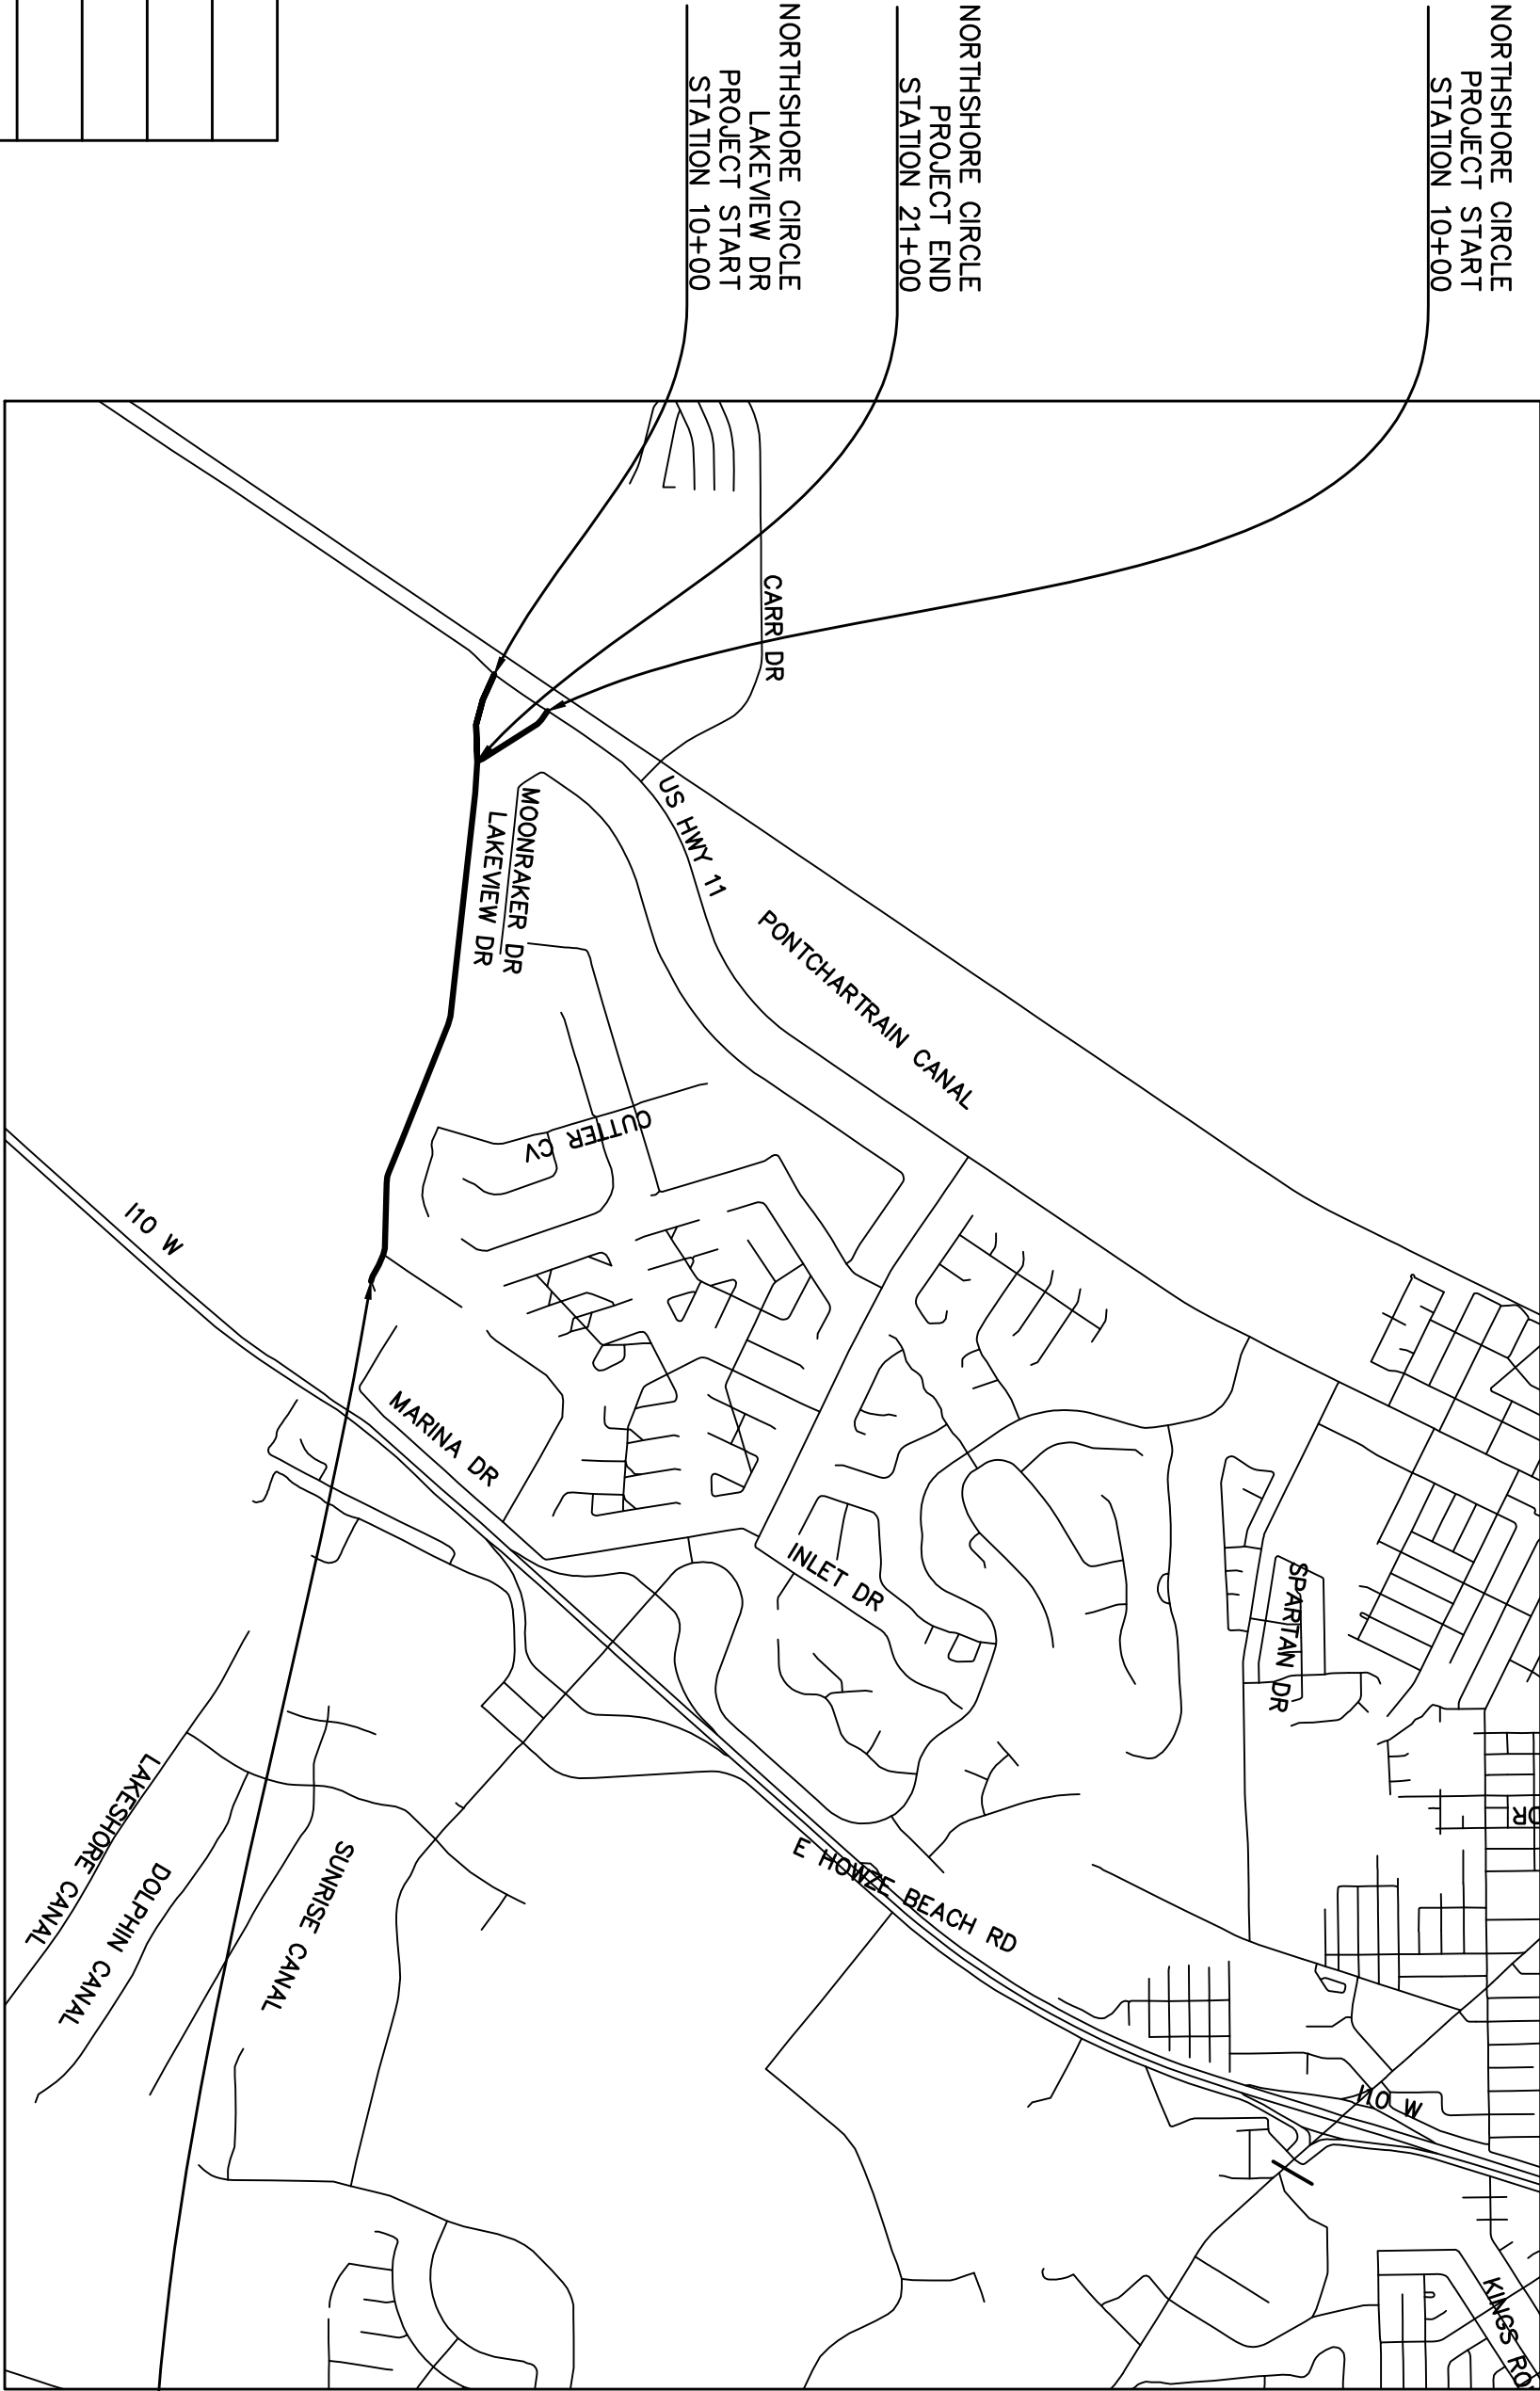 NORTHSHORE CIRCLE
PROJECT START
STATION 10+00
NORTHSHORE CIRCLE
PROJECT END
STATION 21+00
NORTHSHORE CIRCLE
LAKEVIEW DR
PROJECT START
STATION 10+00
CARR DR
US HWY 11
PONTCHARTRAIN CANAL
MOONRAKER DR
LAKEVIEW DR
CUTTER CV
I10 W
MARINA DR
INLET DR
SPARTAN DR
DR
E HOWZE BEACH RD
LAKESHORE CANAL
DOLPHIN CANAL
SUNRISE CANAL
I10 W
KINGS RO